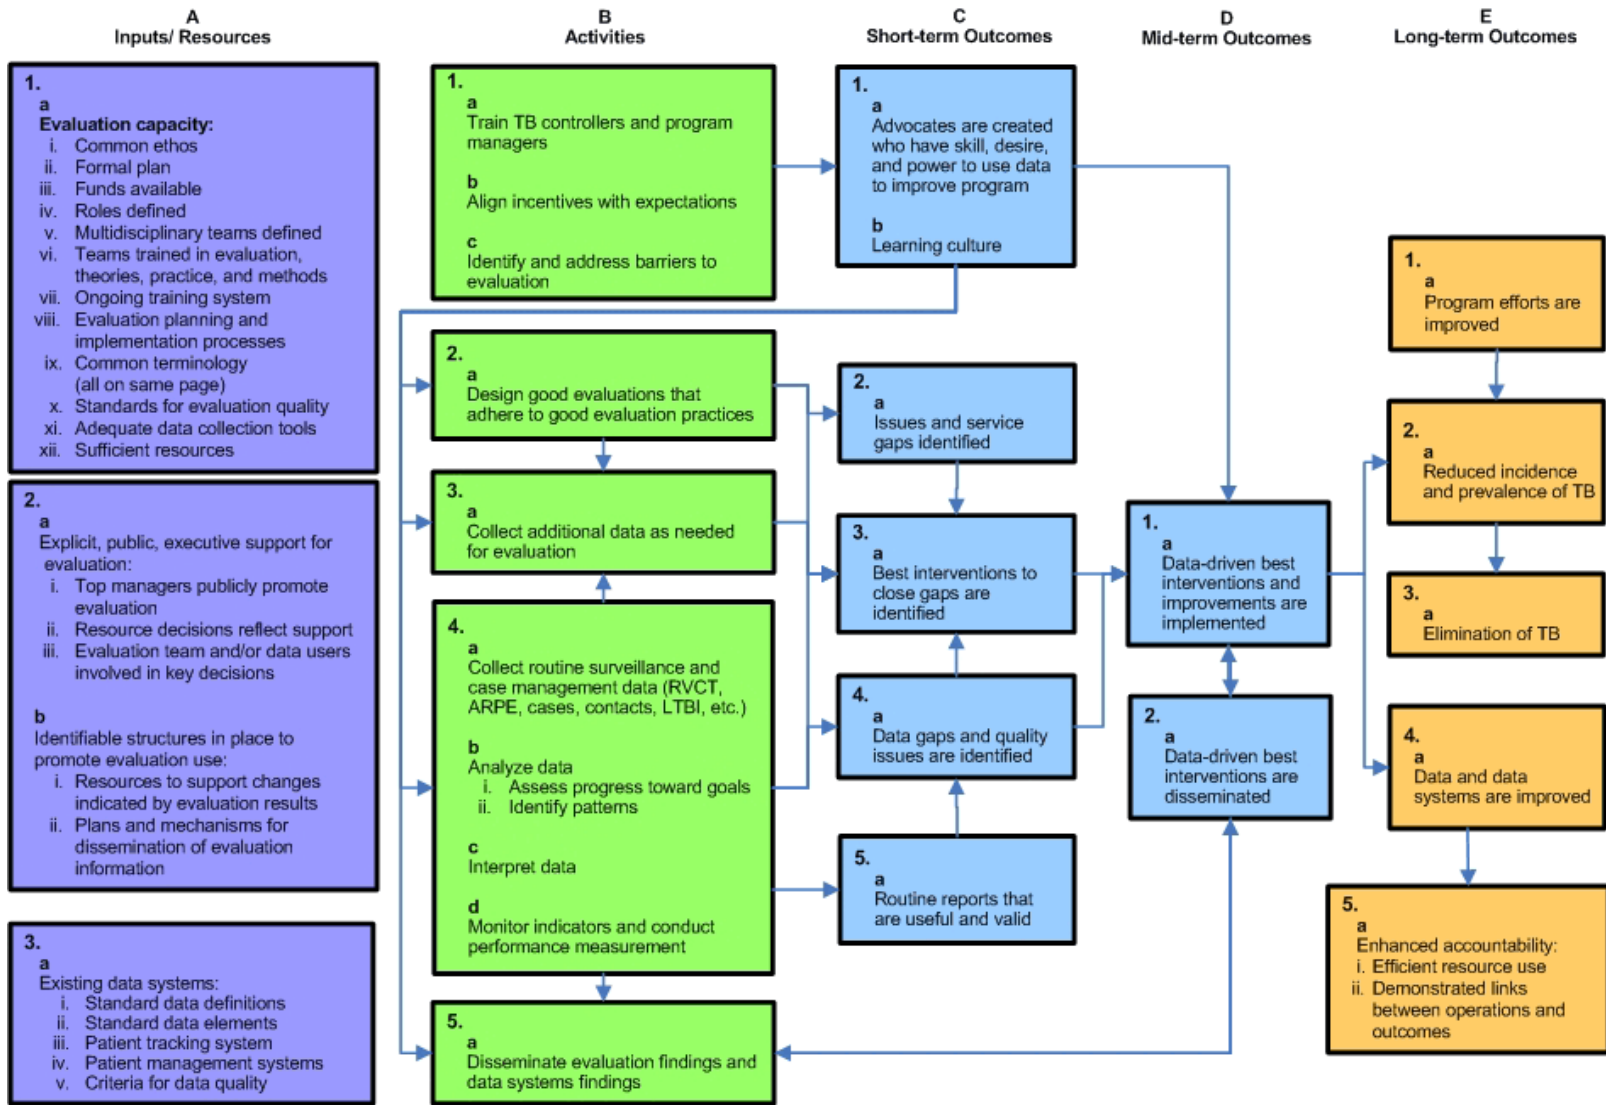 A
Inputs/ Resources
1.
a
Evaluation capacity:
i. Common ethos
ii. Formal plan
iii. Funds available
iv. Roles defined
v. Multidisciplinary teams defined
vi. Teams trained in evaluation,
theories, practice, and methods
vii. Ongoing training system
viii. Evaluation planning and
implementation processes
ix. Common terminology
(all on same page)
x. Standards for evaluation quality
xi. Adequate data collection tools
xii. Sufficient resources
2.
a
Explicit, public, executive support for
evaluation:
i. Top managers publicly promote
evaluation
ii. Resource decisions reflect support
iii. Evaluation team and/or data users
involved in key decisions
b
Identifiable structures in place to
promote evaluation use:
i. Resources to support changes
indicated by evaluation results
ii. Plans and mechanisms for
dissemination of evaluation
information
3.
a
Existing data systems:
i. Standard data definitions
ii. Standard data elements
iii. Patient tracking system
iv. Patient management systems
v. Criteria for data quality
B
Activities
1.
a
Train TB controllers and program
managers
b
Align incentives with expectations
c
Identify and address barriers to
evaluation
2.
a
Design good evaluations that
adhere to good evaluation practices
3.
a
Collect additional data as needed
for evaluation
4.
a
Collect routine surveillance and
case management data (RVCT,
ARPE, cases, contacts, LTBI, etc.)
b
Analyze data
i. Assess progress toward goals
ii. Identify patterns
c
Interpret data
d
Monitor indicators and conduct
performance measurement
5.
a
Disseminate evaluation findings and
data systems findings
C
Short-term Outcomes
1.
a
Advocates are created
who have skill, desire,
and power to use data
to improve program
b
Learning culture
2.
a
Issues and service
gaps identified
3.
a
Best interventions to
close gaps are
identified
4.
a
Data gaps and quality
issues are identified
5.
a
Routine reports that
are useful and valid
D
Mid-term Outcomes
1.
a
Data-driven best
interventions and
improvements are
implemented
2.
a
Data-driven best
interventions are
disseminated
E
Long-term Outcomes
1.
a
Program efforts are
improved
2.
a
Reduced incidence
and prevalence of TB
3.
a
Elimination of TB
4.
a
Data and data
systems are improved
5.
a
Enhanced accountability:
i. Efficient resource use
ii. Demonstrated links
between operations and
outcomes